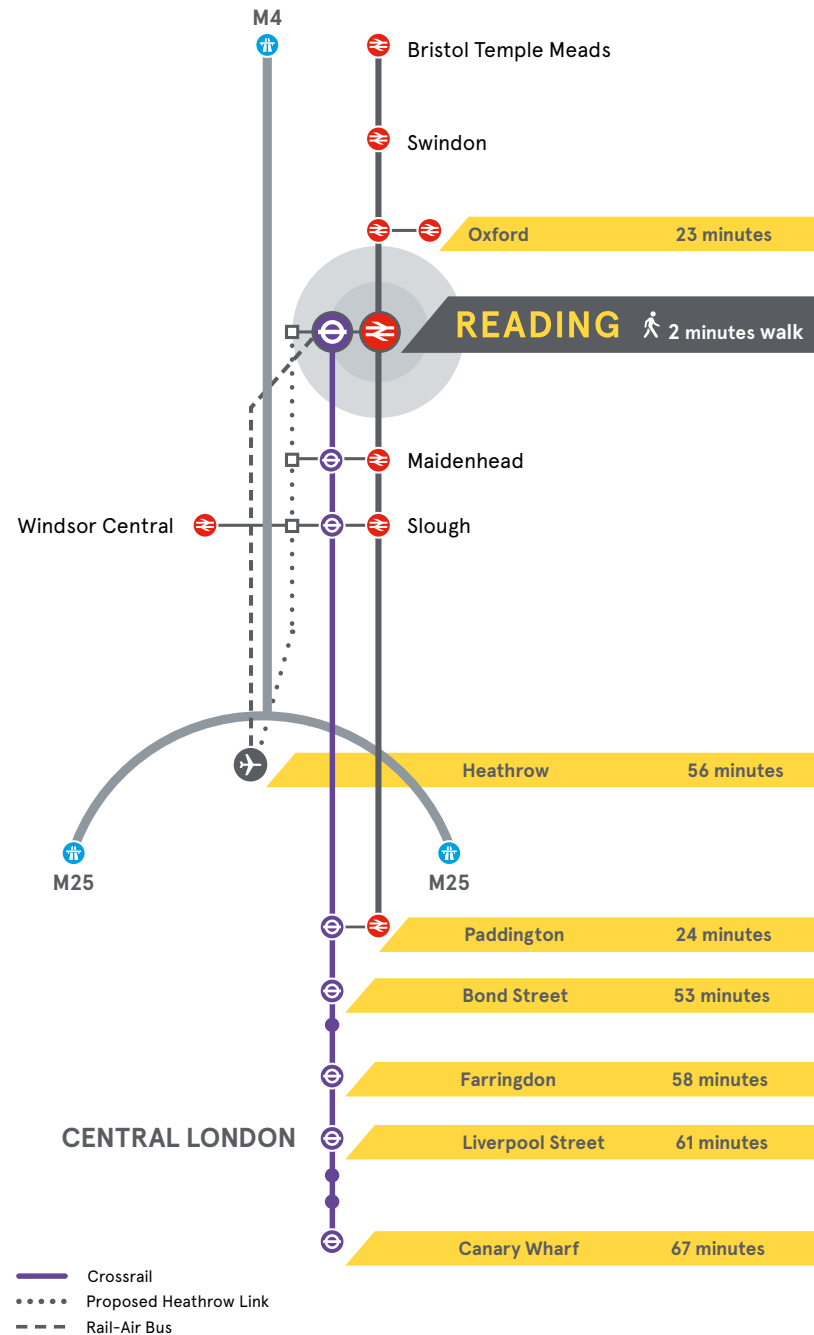 M4
Bristol Temple Meads
Swindon
Oxford 23 minutes
READING 2 minutes walk
Maidenhead
Windsor Central
Slough
Heathrow 56 minutes
M25
M25
Paddington 24 minutes
Bond Street 53 minutes
Farringdon 58 minutes
CENTRAL LONDON
Liverpool Street 61 minutes
Canary Wharf 67 minutes
Crossrail
Proposed Heathrow Link
Rail-Air Bus